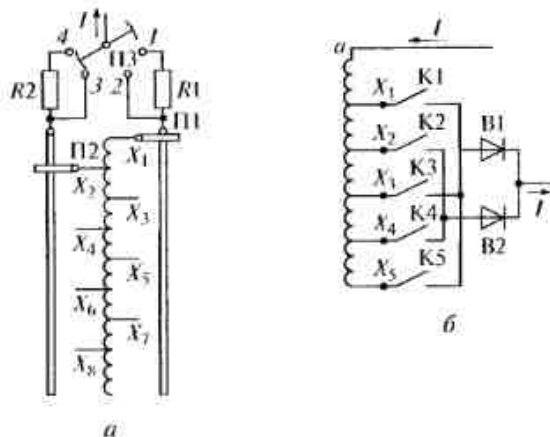 I
4 П3 1
R2 3 2 R1
П1
П2 X₁
X₂
X₃
X₄
X₅
X₆
X₇
X₈
а
I
a
X₁ K1
X₂ K2
X₃ K3
X₄ K4
X₅ K5
B1
I
B2
б